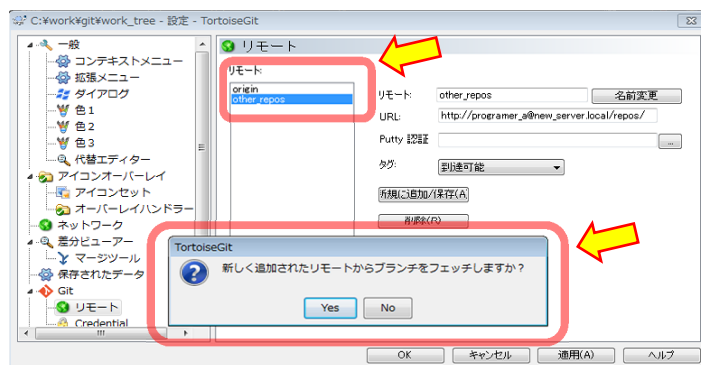 C:¥work¥git¥work_tree - 設定 - TortoiseGit
一般
コンテキストメニュー
拡張メニュー
ダイアログ
色1
色2
色3
代替エディター
アイコンオーバーレイ
アイコンセット
オーバーレイハンドラー
ネットワーク
差分ビューアー
マージツール
保存されたデータ
Git
リモート
Credential
リモート
リモート:
origin
other_repos
リモート: other_repos 名前変更
URL: http://programer_a@new_server.local/repos/
Putty 認証 ...
タグ: 到達可能
新規に追加/保存(A)
削除(R)
TortoiseGit
新しく追加されたリモートからブランチをフェッチしますか？
Yes No
OK キャンセル 適用(A) ヘルプ